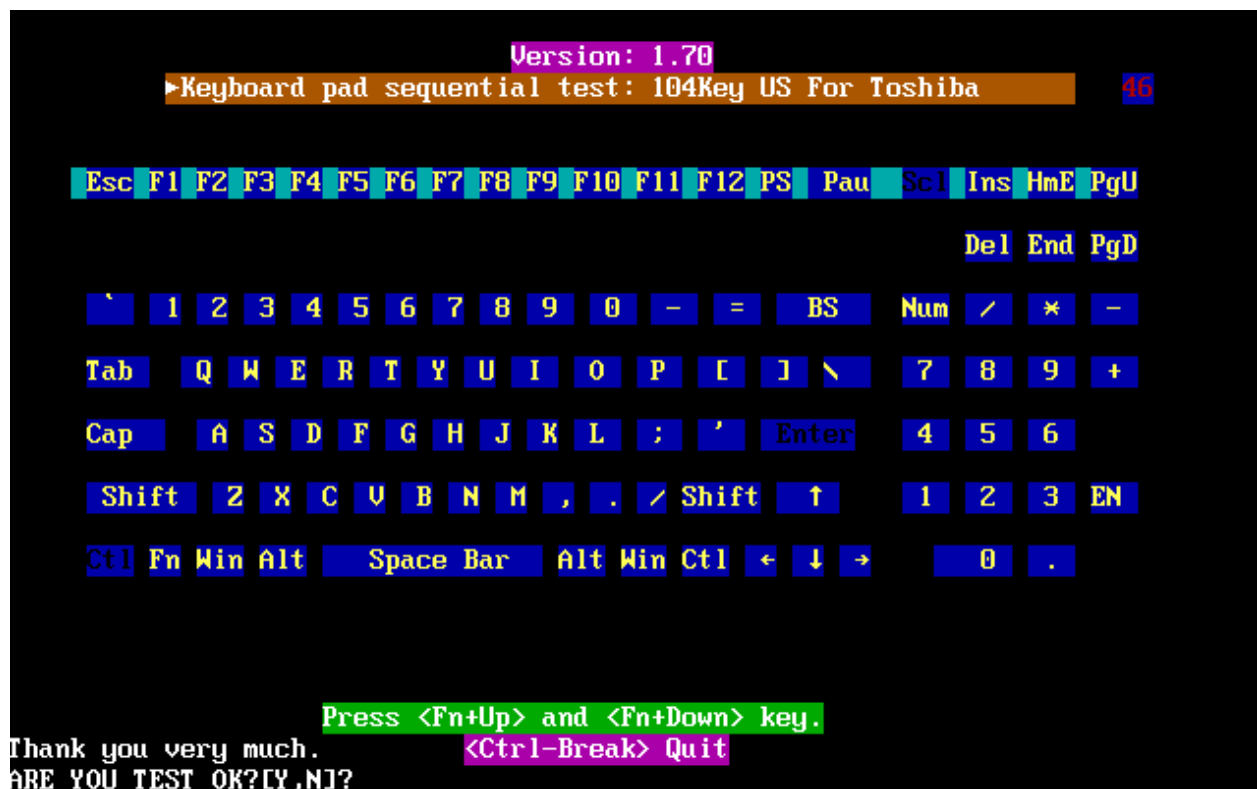 Version: 1.70
►Keyboard pad sequential test: 104Key US For Toshiba 46
Esc F1 F2 F3 F4 F5 F6 F7 F8 F9 F10 F11 F12 PS Pau Scl Ins HmE PgU
Del End PgD
` 1 2 3 4 5 6 7 8 9 0 - = BS Num / * -
Tab Q W E R T Y U I O P [ ] \ 7 8 9 +
Cap A S D F G H J K L ; ' Enter 4 5 6
Shift Z X C V B N M , . / Shift ↑ 1 2 3 EN
Ctl Fn Win Alt Space Bar Alt Win Ctl ← ↓ → 0 .
Press <Fn+Up> and <Fn+Down> key.
Thank you very much. <Ctrl-Break> Quit
ARE YOU TEST OK?[Y,N]?